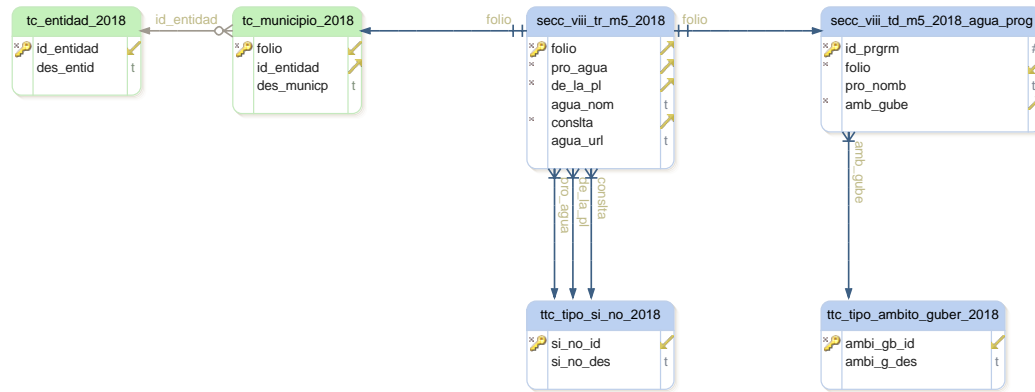 tc_entidad_2018
id_entidad
des_entid t
id_entidad
tc_municipio_2018
folio
id_entidad
des_municp t
folio
secc_viii_tr_m5_2018
folio
pro_agua
de_la_pl
agua_nom t
conslta
agua_url t
folio
secc_viii_td_m5_2018_agua_prog
id_prgrm #
folio
pro_nomb t
amb_gube
pro_agua
de_la_pl
conslta
amb_gube
ttc_tipo_si_no_2018
si_no_id
si_no_des t
ttc_tipo_ambito_guber_2018
ambi_gb_id
ambi_g_des t